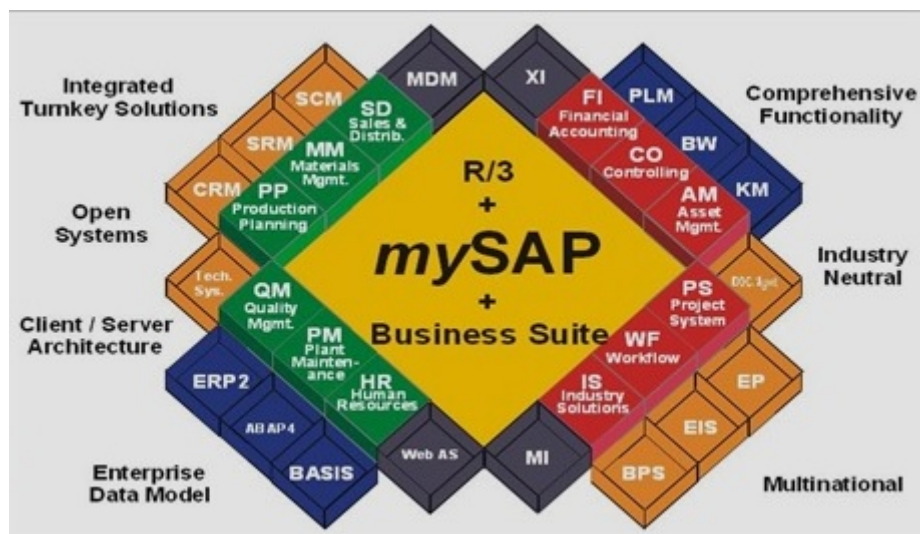 Integrated
Turnkey Solutions
Open
Systems
Client / Server
Architecture
Enterprise
Data Model
Comprehensive
Functionality
Industry
Neutral
Multinational
SCM
SRM
CRM
Tech.
Sys.
ERP2
ABAP4
BASIS
MDM
XI
Web AS
MI
SD
Sales &
Distrib.
MM
Materials
Mgmt.
PP
Production
Planning
QM
Quality
Mgmt.
PM
Plant
Mainten-
ance
HR
Human
Resources
R/3
+
mySAP
+
Business Suite
FI
Financial
Accounting
CO
Controlling
AM
Asset
Mgmt.
PS
Project
System
WF
Workflow
IS
Industry
Solutions
PLM
BW
KM
EP
EIS
BPS